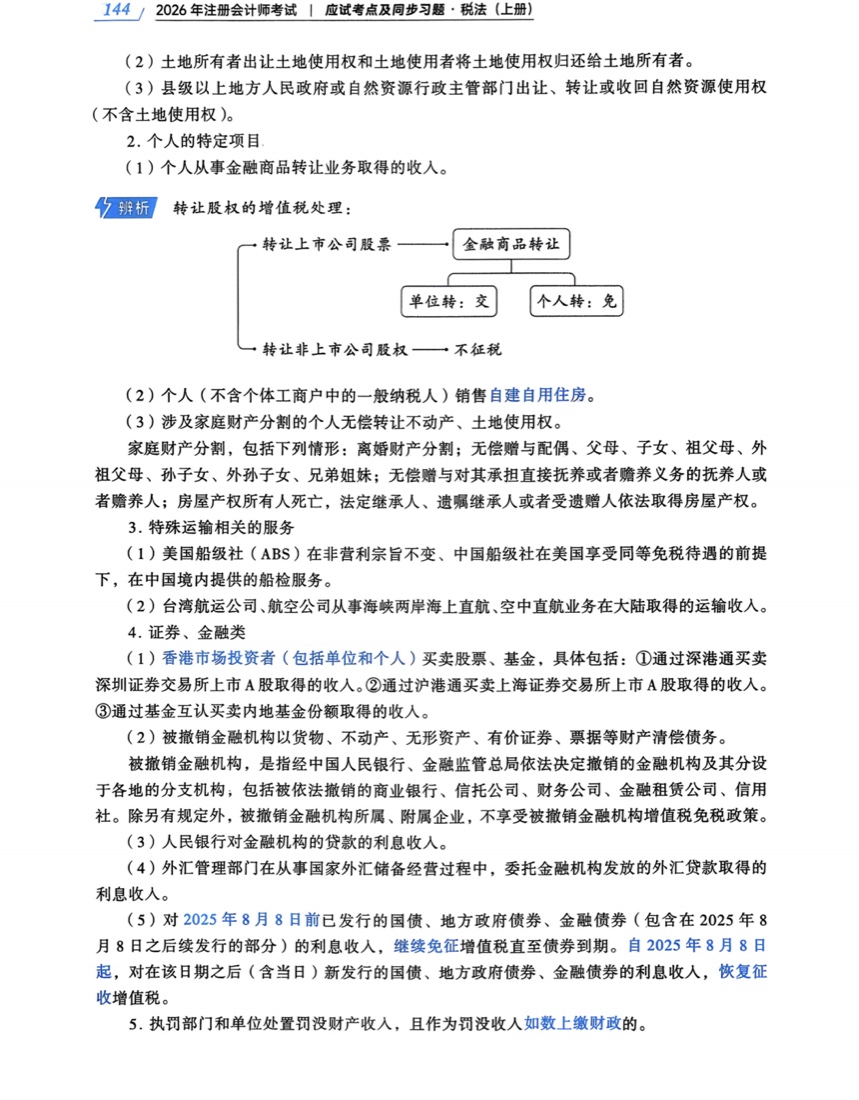 144 2026年注册会计师考试 | 应试考点及同步习题·税法（上册）
（2）土地所有者出让土地使用权和土地使用者将土地使用权归还给土地所有者。
（3）县级以上地方人民政府或自然资源行政主管部门出让、转让或收回自然资源使用权
（不含土地使用权）。
2. 个人的特定项目
（1）个人从事金融商品转让业务取得的收入。
辨析 转让股权的增值税处理：
转让上市公司股票 金融商品转让
单位转：交 个人转：免
转让非上市公司股权 不征税
（2）个人（不含个体工商户中的一般纳税人）销售自建自用住房。
（3）涉及家庭财产分割的个人无偿转让不动产、土地使用权。
家庭财产分割，包括下列情形：离婚财产分割；无偿赠与配偶、父母、子女、祖父母、外
祖父母、孙子女、外孙子女、兄弟姐妹；无偿赠与对其承担直接抚养或者赡养义务的抚养人或
者赡养人；房屋产权所有人死亡，法定继承人、遗嘱继承人或者受遗赠人依法取得房屋产权。
3. 特殊运输相关的服务
（1）美国船级社（ABS）在非营利宗旨不变、中国船级社在美国享受同等免税待遇的前提
下，在中国境内提供的船检服务。
（2）台湾航运公司、航空公司从事海峡两岸海上直航、空中直航业务在大陆取得的运输收入。
4. 证券、金融类
（1）香港市场投资者（包括单位和个人）买卖股票、基金，具体包括：①通过深港通买卖
深圳证券交易所上市A股取得的收入。②通过沪港通买卖上海证券交易所上市A股取得的收入。
③通过基金互认买卖内地基金份额取得的收入。
（2）被撤销金融机构以货物、不动产、无形资产、有价证券、票据等财产清偿债务。
被撤销金融机构，是指经中国人民银行、金融监管总局依法决定撤销的金融机构及其分设
于各地的分支机构，包括被依法撤销的商业银行、信托公司、财务公司、金融租赁公司、信用
社。除另有规定外，被撤销金融机构所属、附属企业，不享受被撤销金融机构增值税免税政策。
（3）人民银行对金融机构的贷款的利息收入。
（4）外汇管理部门在从事国家外汇储备经营过程中，委托金融机构发放的外汇贷款取得的
利息收入。
（5）对2025年8月8日前已发行的国债、地方政府债券、金融债券（包含在2025年8
月8日之后续发行的部分）的利息收入，继续免征增值税直至债券到期。自2025年8月8日
起，对在该日期之后（含当日）新发行的国债、地方政府债券、金融债券的利息收入，恢复征
收增值税。
5. 执罚部门和单位处置罚没财产收入，且作为罚没收入如数上缴财政的。